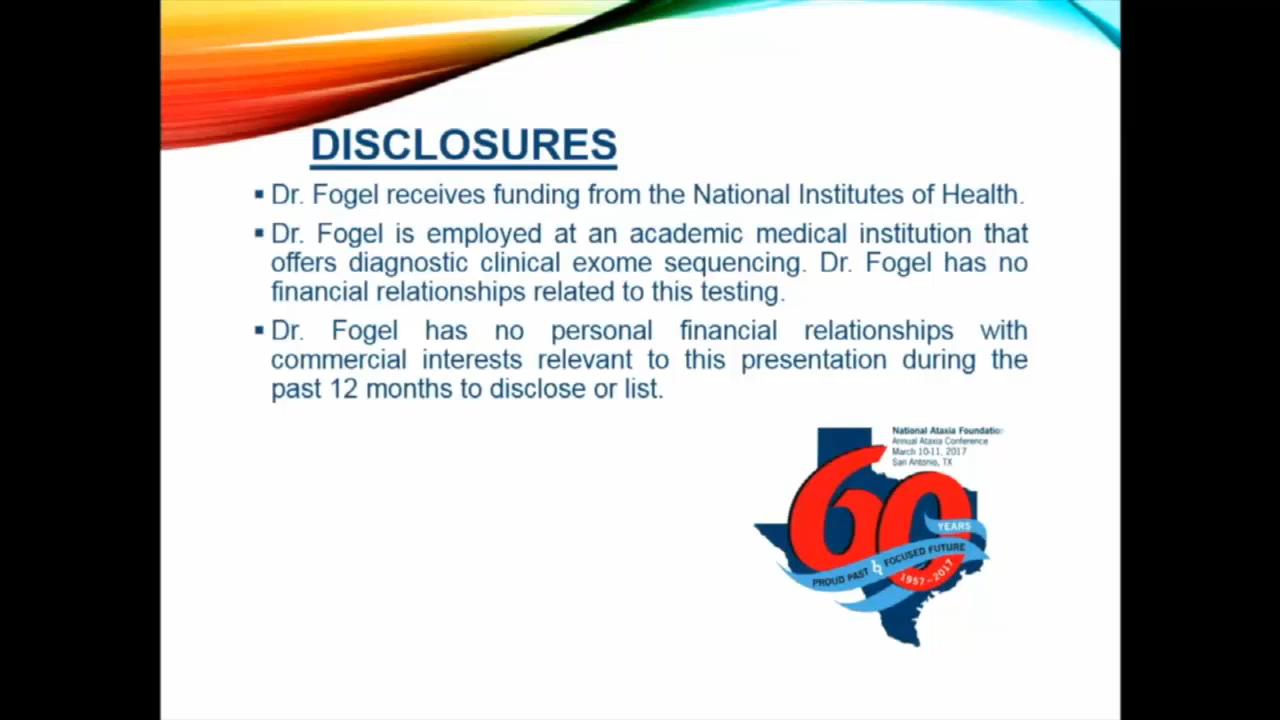 DISCLOSURES
▪ Dr. Fogel receives funding from the National Institutes of Health.
▪ Dr. Fogel is employed at an academic medical institution that
offers diagnostic clinical exome sequencing. Dr. Fogel has no
financial relationships related to this testing.
▪ Dr. Fogel has no personal financial relationships with
commercial interests relevant to this presentation during the
past 12 months to disclose or list.
National Ataxia Foundation
Annual Ataxia Conference
March 10-11, 2017
San Antonio, TX
60
YEARS
PROUD PAST FOCUSED FUTURE
1957-2017